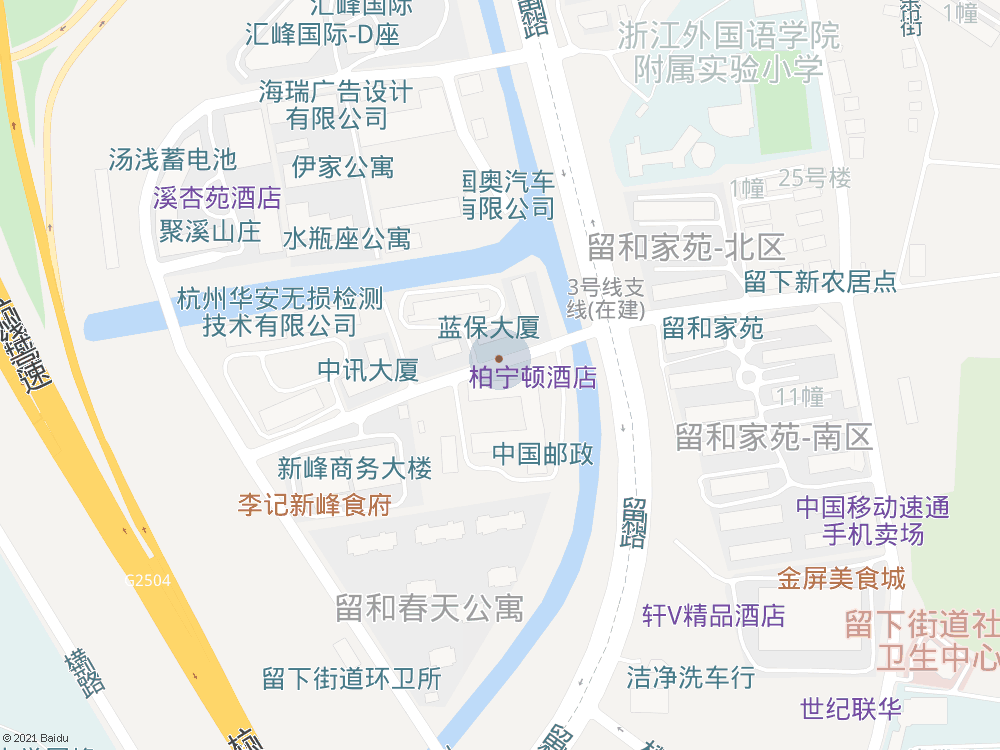 汇峰国际
汇峰国际-D座
浙江外国语学院
附属实验小学
1幢
海瑞广告设计
有限公司
汤浅蓄电池
伊家公寓
国奥汽车
有限公司
1幢
25号楼
溪杏苑酒店
聚溪山庄
水瓶座公寓
留和家苑-北区
3号线支
线(在建)
留下新农居点
杭州华安无损检测
技术有限公司
蓝保大厦
留和家苑
中讯大厦
柏宁顿酒店
11幢
留和家苑-南区
新峰商务大楼
中国邮政
李记新峰食府
中国移动速通
手机卖场
G2504
金屏美食城
留和春天公寓
轩V精品酒店
留下街道社
卫生中心
留下街道环卫所
洁净洗车行
世纪联华
© 2021 Baidu